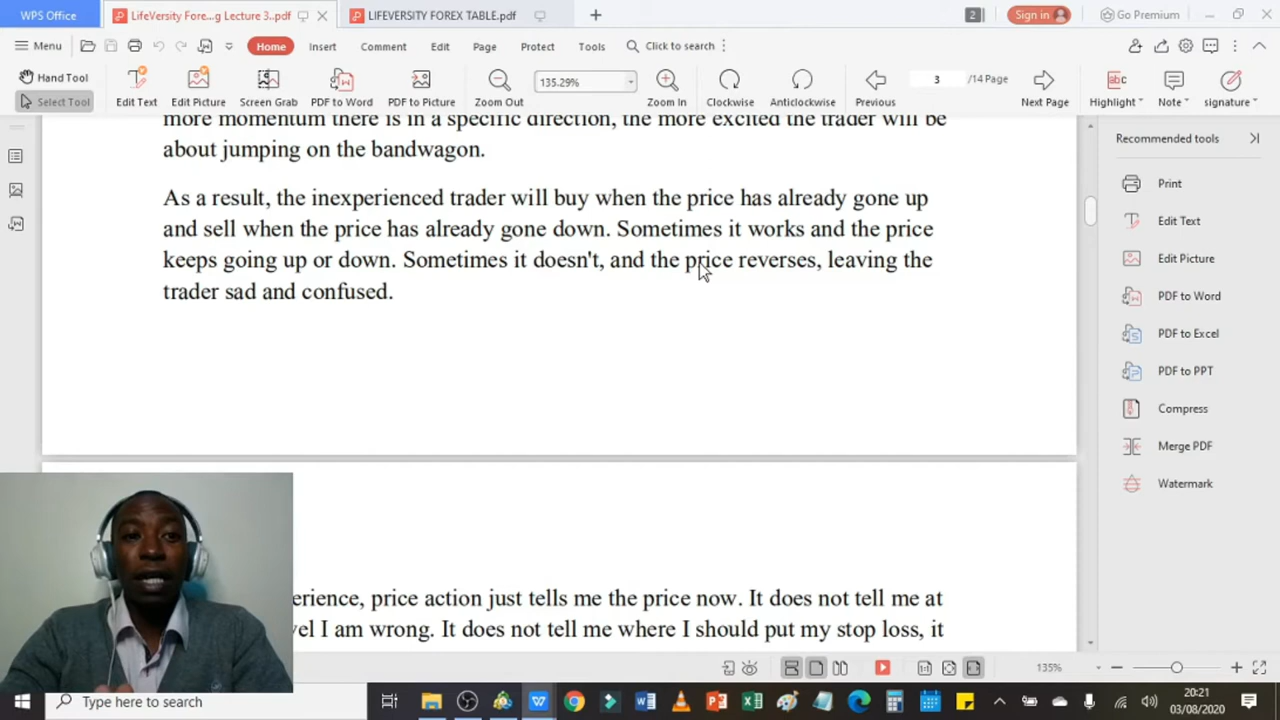 WPS Office
LifeVersity Fore...g Lecture 3..pdf
LIFEVERSITY FOREX TABLE.pdf
2
Sign in
Go Premium
Menu
Home
Insert
Comment
Edit
Page
Protect
Tools
Click to search
Hand Tool
Select Tool
Edit Text
Edit Picture
Screen Grab
PDF to Word
PDF to Picture
Zoom Out
135.29%
Zoom In
Clockwise
Anticlockwise
Previous
3
/14 Page
Next Page
Highlight
Note
signature
more momentum there is in a specific direction, the more excited the trader will be
about jumping on the bandwagon.
As a result, the inexperienced trader will buy when the price has already gone up
and sell when the price has already gone down. Sometimes it works and the price
keeps going up or down. Sometimes it doesn't, and the price reverses, leaving the
trader sad and confused.
erience, price action just tells me the price now. It does not tell me at
vel I am wrong. It does not tell me where I should put my stop loss, it
Recommended tools
Print
Edit Text
Edit Picture
PDF to Word
PDF to Excel
PDF to PPT
Compress
Merge PDF
Watermark
135%
Type here to search
20:21
03/08/2020